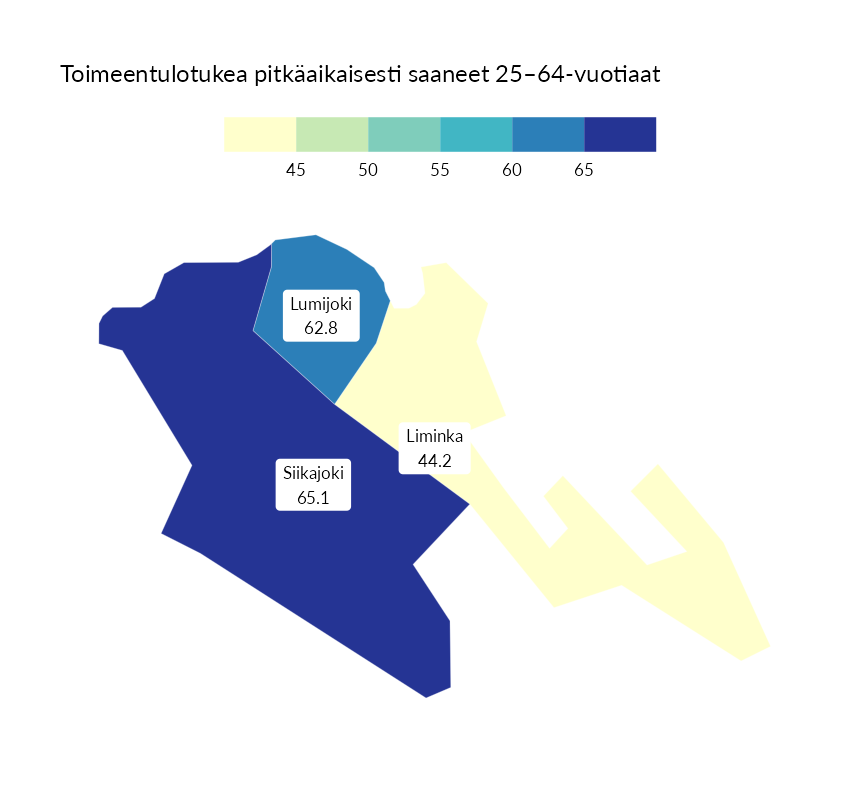 Toimeentulotukea pitkäaikaisesti saaneet 25–64-vuotiaat
45 50 55 60 65
Lumijoki
62.8
Liminka
44.2
Siikajoki
65.1